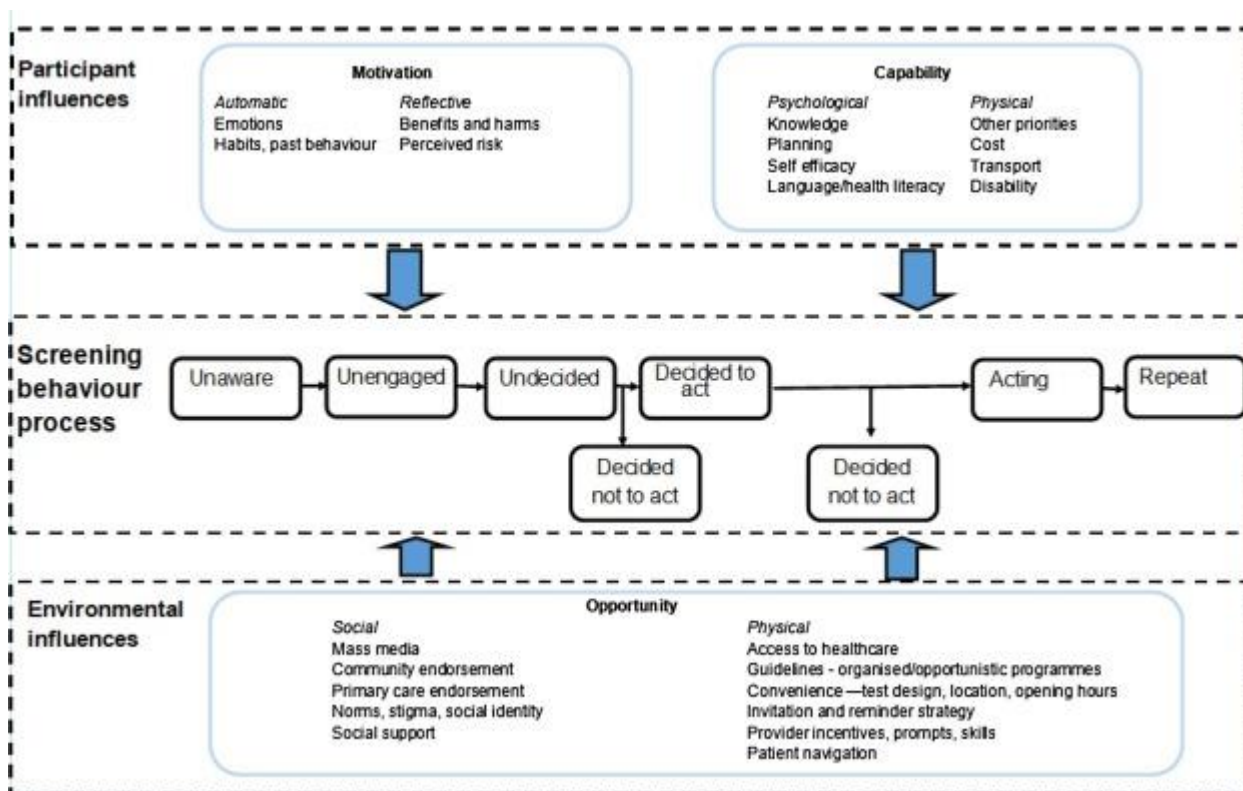 Participant
influences
Motivation
Automatic
Reflective
Emotions
Benefits and harms
Habits, past behaviour
Perceived risk
Capability
Psychological
Physical
Knowledge
Other priorities
Planning
Cost
Self efficacy
Transport
Language/health literacy
Disability
Screening
behaviour
process
Unaware
Unengaged
Undecided
Decided to
act
Acting
Repeat
Decided
not to act
Decided
not to act
Environmental
influences
Opportunity
Social
Mass media
Community endorsement
Primary care endorsement
Norms, stigma, social identity
Social support
Physical
Access to healthcare
Guidelines - organised/opportunistic programmes
Convenience —test design, location, opening hours
Invitation and reminder strategy
Provider incentives, prompts, skills
Patient navigation